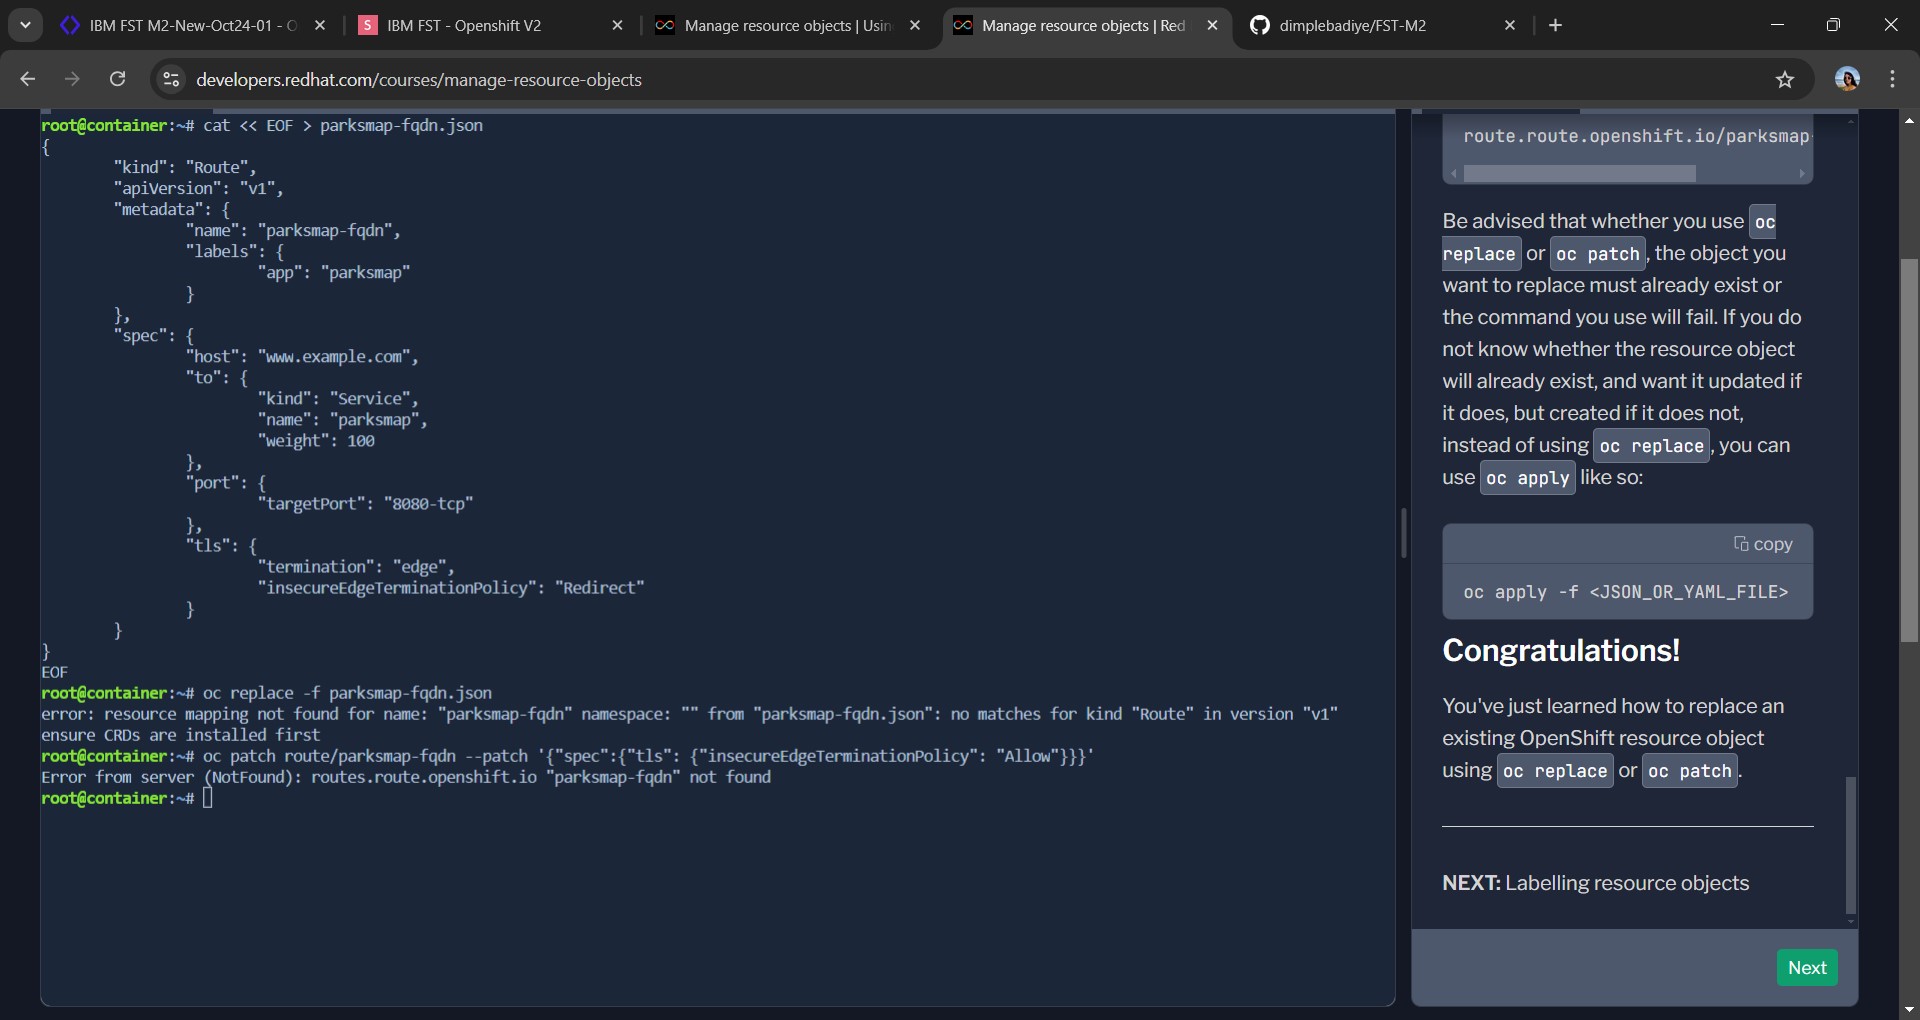 IBM FST M2-New-Oct24-01 - O
IBM FST - Openshift V2
Manage resource objects | Usin
Manage resource objects | Red
dimplebadiye/FST-M2
developers.redhat.com/courses/manage-resource-objects
root@container:~# cat << EOF > parksmap-fqdn.json
{
"kind": "Route",
"apiVersion": "v1",
"metadata": {
"name": "parksmap-fqdn",
"labels": {
"app": "parksmap"
}
},
"spec": {
"host": "www.example.com",
"to": {
"kind": "Service",
"name": "parksmap",
"weight": 100
},
"port": {
"targetPort": "8080-tcp"
},
"tls": {
"termination": "edge",
"insecureEdgeTerminationPolicy": "Redirect"
}
}
}
EOF
root@container:~# oc replace -f parksmap-fqdn.json
error: resource mapping not found for name: "parksmap-fqdn" namespace: "" from "parksmap-fqdn.json": no matches for kind "Route" in version "v1"
ensure CRDs are installed first
root@container:~# oc patch route/parksmap-fqdn --patch '{"spec":{"tls": {"insecureEdgeTerminationPolicy": "Allow"}}}'
Error from server (NotFound): routes.route.openshift.io "parksmap-fqdn" not found
root@container:~#
route.route.openshift.io/parksmap-
Be advised that whether you use oc
replace or oc patch, the object you
want to replace must already exist or
the command you use will fail. If you do
not know whether the resource object
will already exist, and want it updated if
it does, but created if it does not,
instead of using oc replace, you can
use oc apply like so:
copy
oc apply -f <JSON_OR_YAML_FILE>
Congratulations!
You've just learned how to replace an
existing OpenShift resource object
using oc replace or oc patch.
NEXT: Labelling resource objects
Next